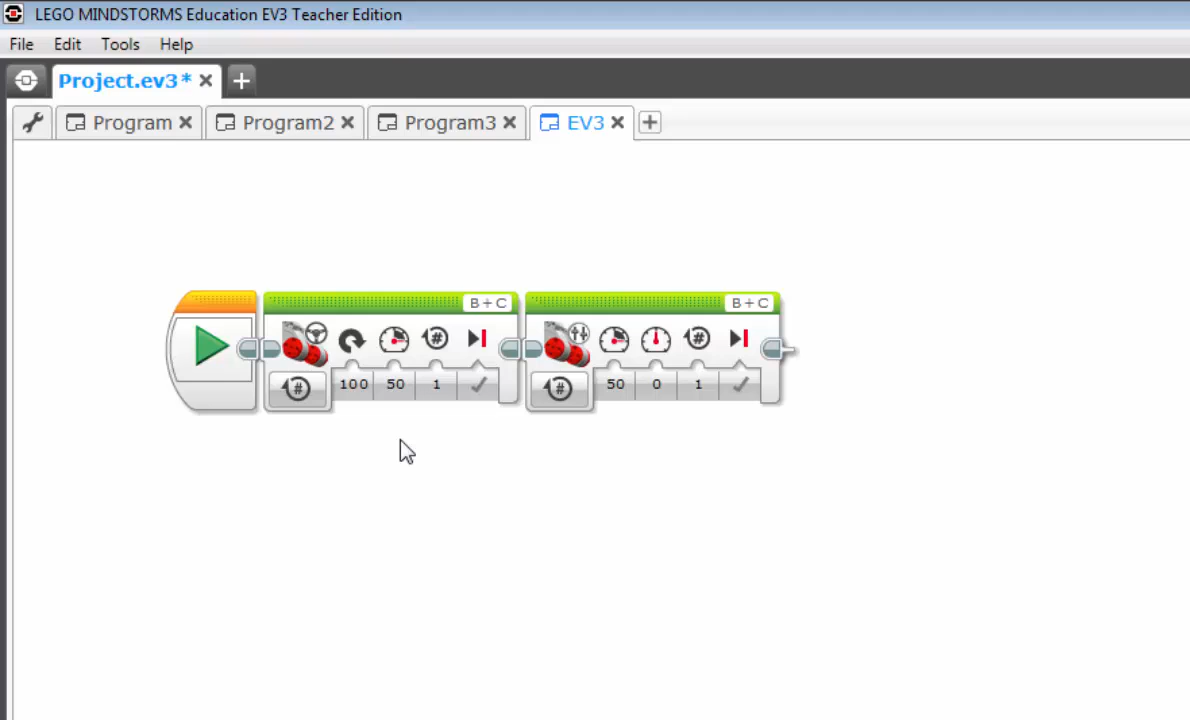 LEGO MINDSTORMS Education EV3 Teacher Edition
File Edit Tools Help
Project.ev3*
Program Program2 Program3 EV3
B+C B+C
# #
# 100 50 1 # 50 0 1